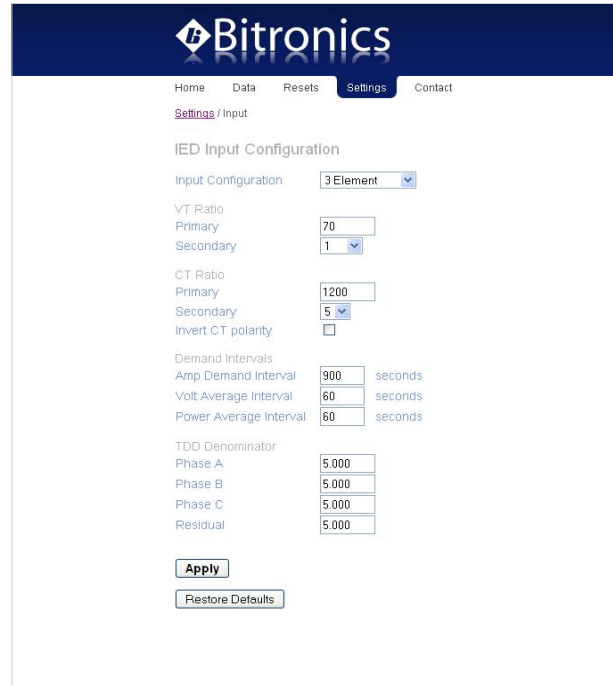 Bitronics
Home Data Resets Settings Contact
Settings / Input
IED Input Configuration
Input Configuration 3 Element
VT Ratio
Primary 70
Secondary 1
CT Ratio
Primary 1200
Secondary 5
Invert CT polarity
Demand Intervals
Amp Demand Interval 900 seconds
Volt Average Interval 60 seconds
Power Average Interval 60 seconds
TDD Denominator
Phase A 5.000
Phase B 5.000
Phase C 5.000
Residual 5.000
Apply
Restore Defaults